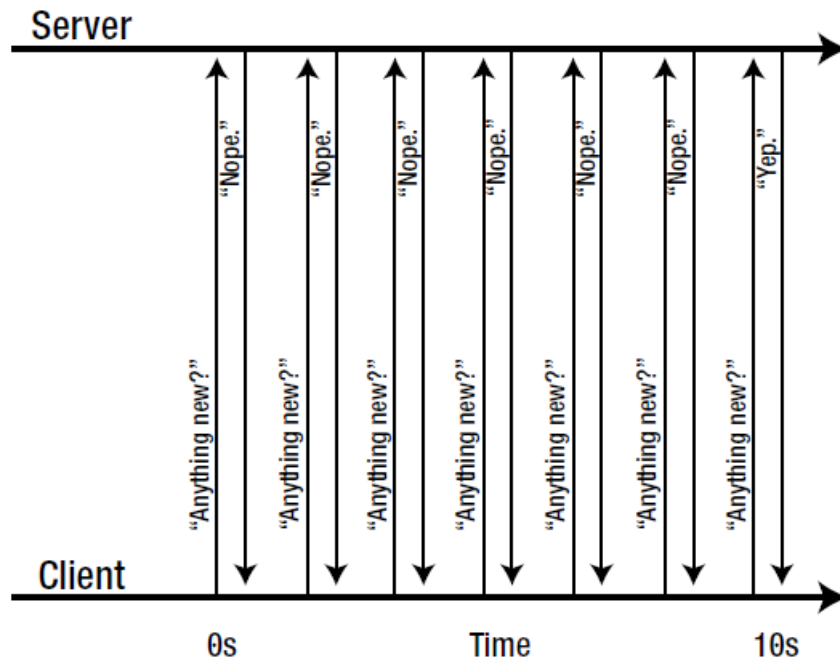 Server
“Nope.”
“Nope.”
“Nope.”
“Nope.”
“Nope.”
“Nope.”
“Yep.”
“Anything new?”
“Anything new?”
“Anything new?”
“Anything new?”
“Anything new?”
“Anything new?”
“Anything new?”
Client
0s Time 10s